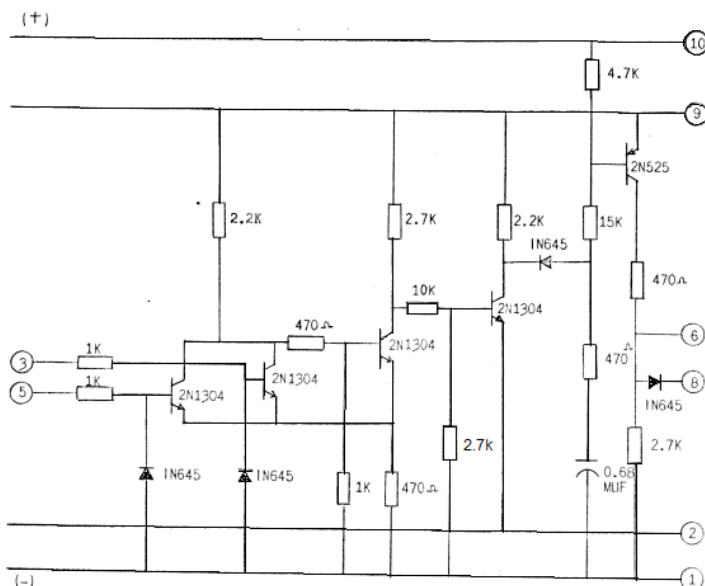 (+)
10
4.7K
9
2N525
2.2K
2.7K
2.2K
15K
IN645
470Ω
10K
2N1304
470Ω
2N1304
6
3
1K
470Ω
2N1304
8
5
1K
2N1304
IN645
2.7K
2.7K
IN645
IN645
1K
470Ω
0.68
MUF
2
1
(-)